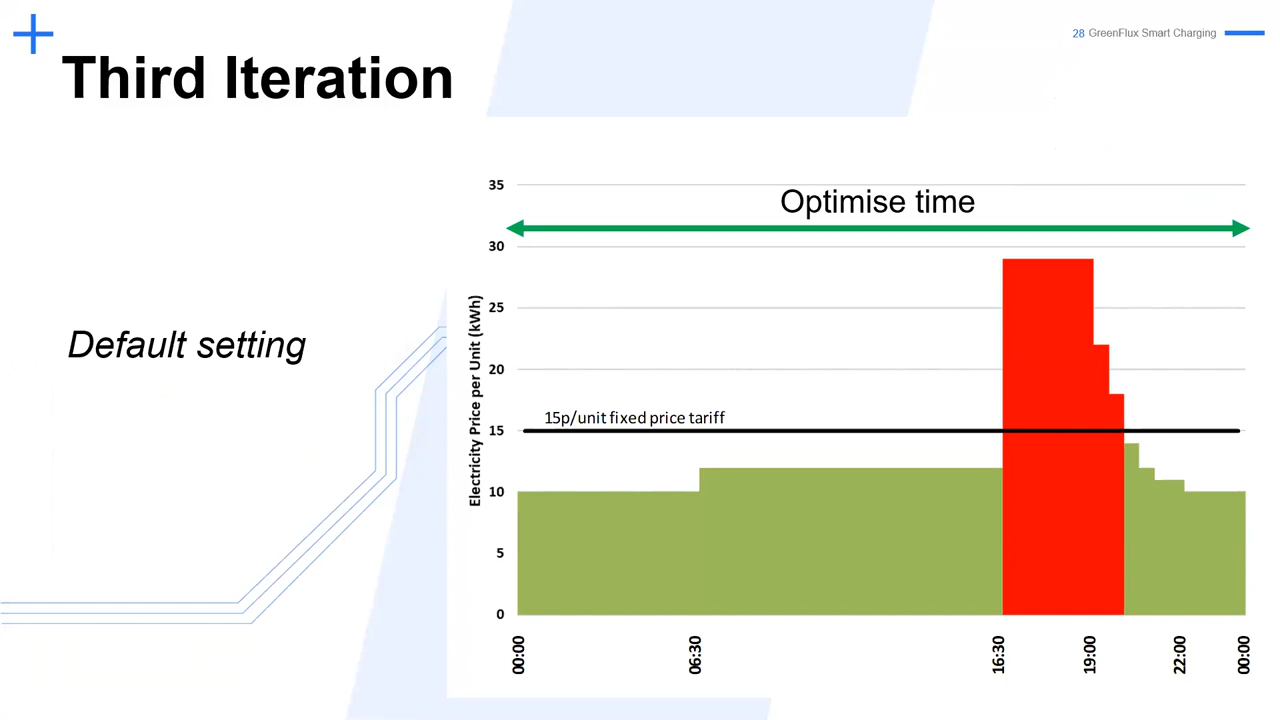 28 GreenFlux Smart Charging
Third Iteration
Default setting
Optimise time
Electricity Price per Unit (kWh)
35
30
25
20
15
10
5
0
15p/unit fixed price tariff
00:00
06:30
16:30
19:00
22:00
00:00